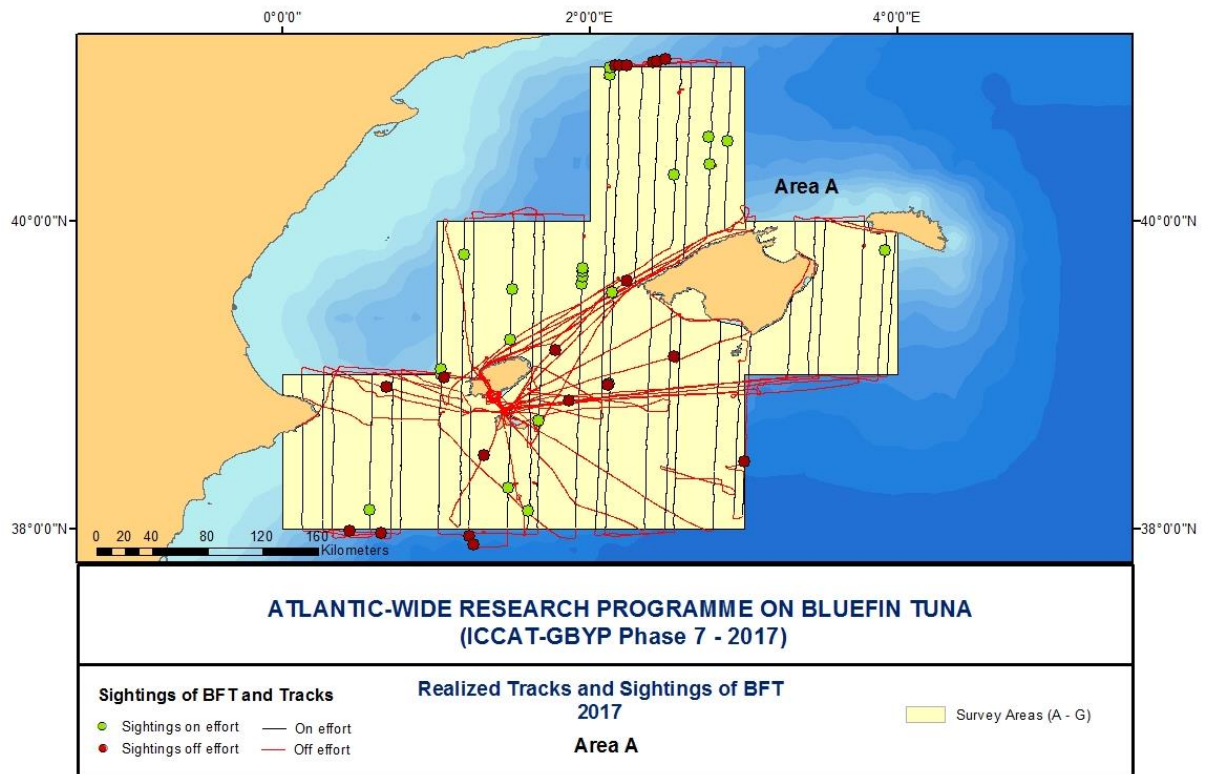 0°0'0" 2°0'0"E 4°0'0"E
Area A
40°0'0"N 40°0'0"N
38°0'0"N 38°0'0"N
0 20 40 80 120 160
Kilometers
ATLANTIC-WIDE RESEARCH PROGRAMME ON BLUEFIN TUNA
(ICCAT-GBYP Phase 7 - 2017)
Sightings of BFT and Tracks
Sightings on effort On effort
Sightings off effort Off effort
Realized Tracks and Sightings of BFT
2017
Area A
Survey Areas (A - G)